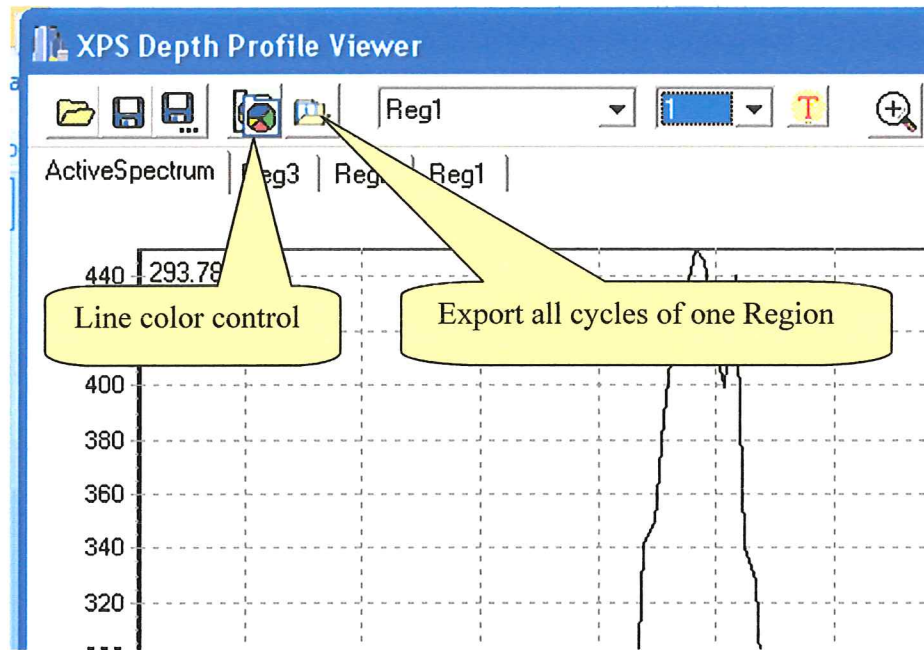 XPS Depth Profile Viewer
Reg1
1
T
ActiveSpectrum
Reg3
Reg1
440
293.78
Line color control
Export all cycles of one Region
400
380
360
340
320